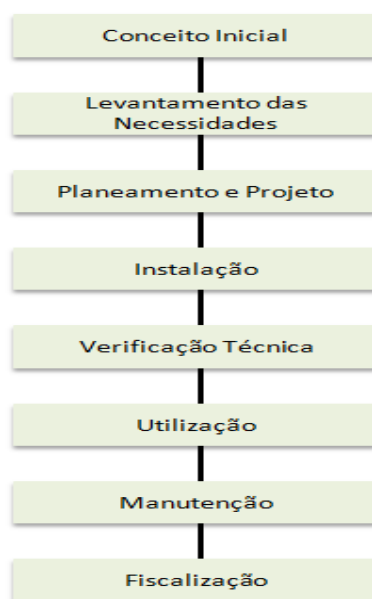 Conceito Inicial
Levantamento das
Necessidades
Planeamento e Projeto
Instalação
Verificação Técnica
Utilização
Manutenção
Fiscalização